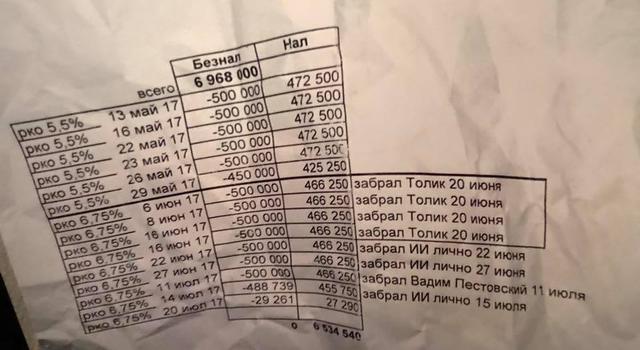 Безнал Нал
всего 6 968 000
рко 5,5% 13 май 17 -500 000 472 500
рко 5,5% 16 май 17 -500 000 472 500
рко 5,5% 22 май 17 -500 000 472 500
рко 5,5% 23 май 17 -500 000 472 500
рко 5,5% 26 май 17 -500 000 472 500
рко 5,5% 29 май 17 -450 000 425 250
рко 6,75% 6 июн 17 -500 000 466 250 забрал Толик 20 июня
рко 6,75% 8 июн 17 -500 000 466 250 забрал Толик 20 июня
рко 6,75% 16 июн 17 -500 000 466 250 забрал Толик 20 июня
рко 6,75% 16 июн 17 -500 000 466 250 забрал Толик 20 июня
рко 6,75% 22 июн 17 -500 000 466 250 забрал ИИ лично 22 июня
рко 6,75% 27 июн 17 -500 000 466 250 забрал ИИ лично 27 июня
рко 6,75% 11 июл 17 -500 000 466 250 забрал Вадим Пестовский 11 июля
рко 6,75% 14 июл 17 -488 739 455 750 забрал ИИ лично 15 июля
рко 6,75% 20 июл 17 -29 261 27 290
0 6 534 540